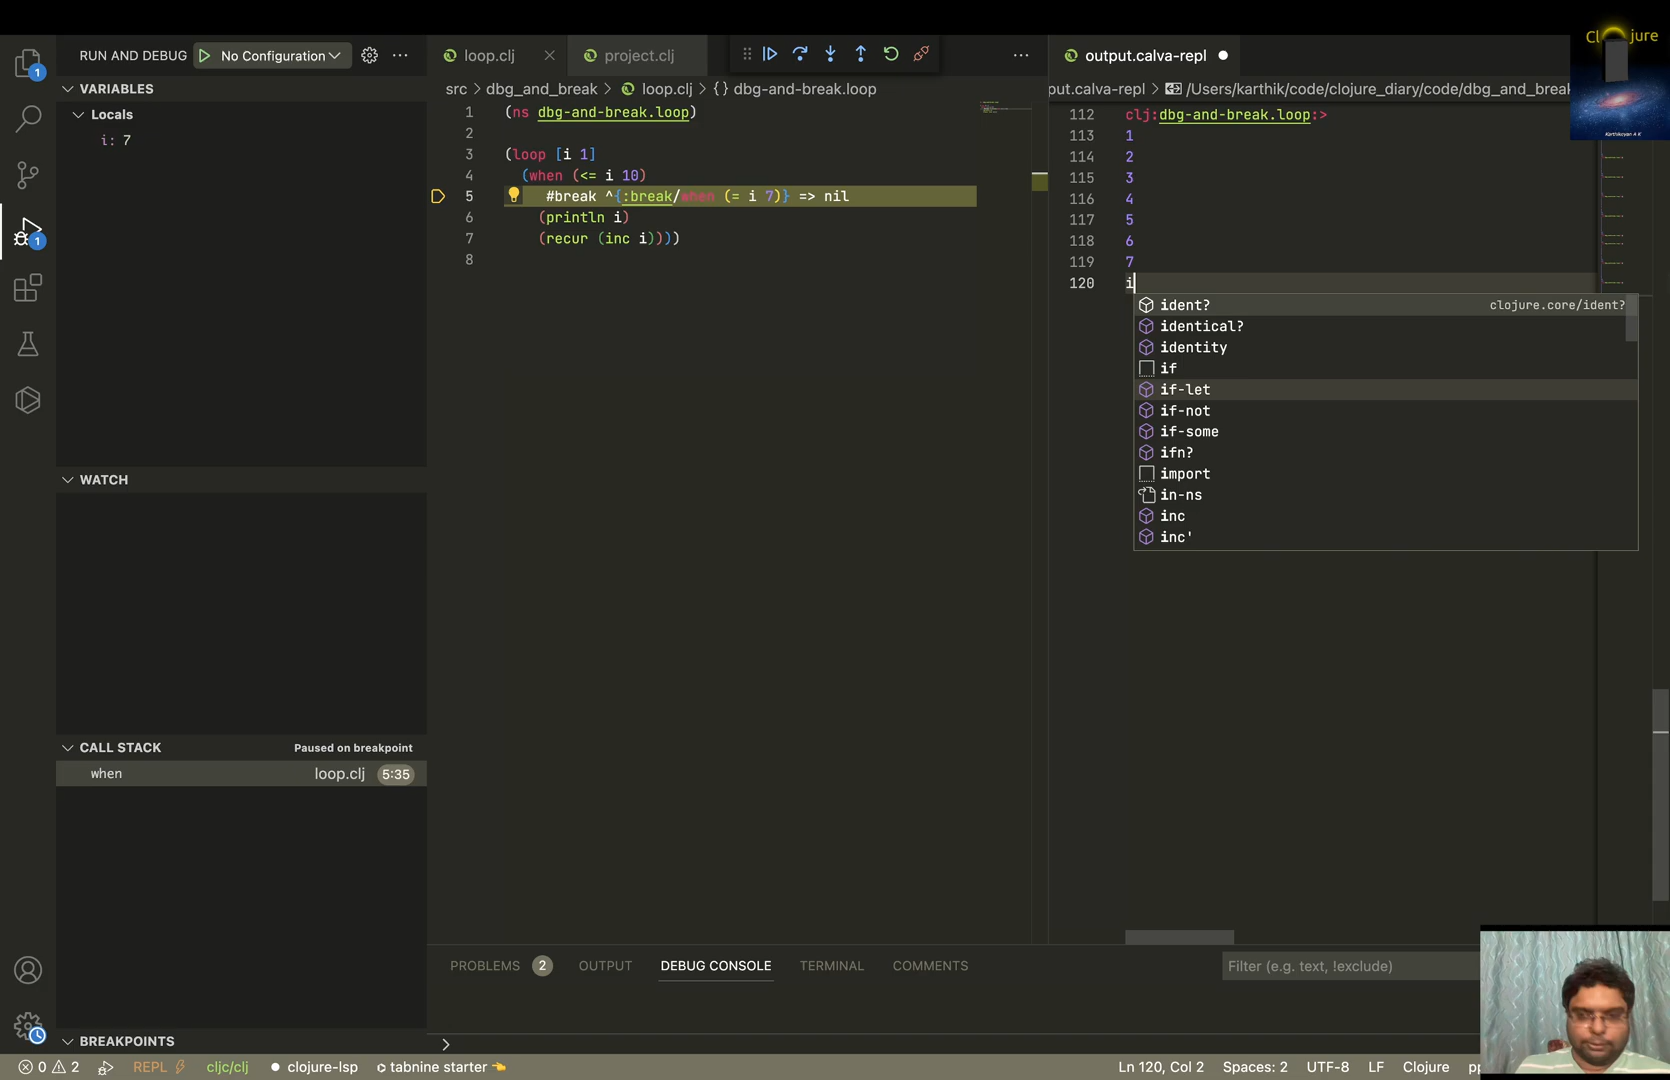 RUN AND DEBUG
No Configuration
loop.clj
project.clj
output.calva-repl
VARIABLES
Locals
i: 7
src > dbg_and_break > loop.clj > {} dbg-and-break.loop
1 (ns dbg-and-break.loop)
2
3 (loop [i 1]
4 (when (<= i 10)
5 #break ^{:break/when (= i 7)} => nil
6 (println i)
7 (recur (inc i))))
8
put.calva-repl > /Users/karthik/code/clojure_diary/code/dbg_and_break
112 clj:dbg-and-break.loop:>
113 1
114 2
115 3
116 4
117 5
118 6
119 7
120 i
ident? clojure.core/ident?
identical?
identity
if
if-let
if-not
if-some
ifn?
import
in-ns
inc
inc'
Clojure
Karthikeyan A K
WATCH
CALL STACK Paused on breakpoint
when loop.clj 5:35
BREAKPOINTS
PROBLEMS 2 OUTPUT DEBUG CONSOLE TERMINAL COMMENTS
Filter (e.g. text, !exclude)
>
0 2 REPL cljc/clj clojure-lsp tabnine starter
Ln 120, Col 2 Spaces: 2 UTF-8 LF Clojure pp
1
1